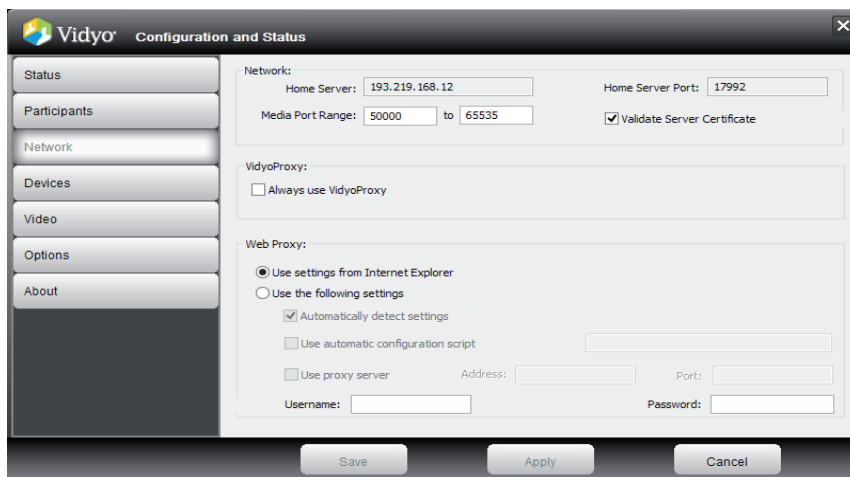 Vidyo Configuration and Status
Status
Participants
Network
Devices
Video
Options
About
Network:
Home Server: 193.219.168.12 Home Server Port: 17992
Media Port Range: 50000 to 65535 Validate Server Certificate
VidyoProxy:
Always use VidyoProxy
Web Proxy:
Use settings from Internet Explorer
Use the following settings
Automatically detect settings
Use automatic configuration script
Use proxy server Address: Port:
Username: Password:
Save Apply Cancel